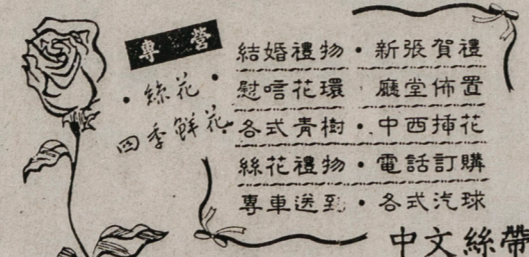 專營
•絲花•
四季鮮花
結婚禮物•新張賀禮
慰唁花環 廳堂佈置
各式青樹•中西插花
絲花禮物•電話訂購
專車送到•各式汽球
中文絲帶